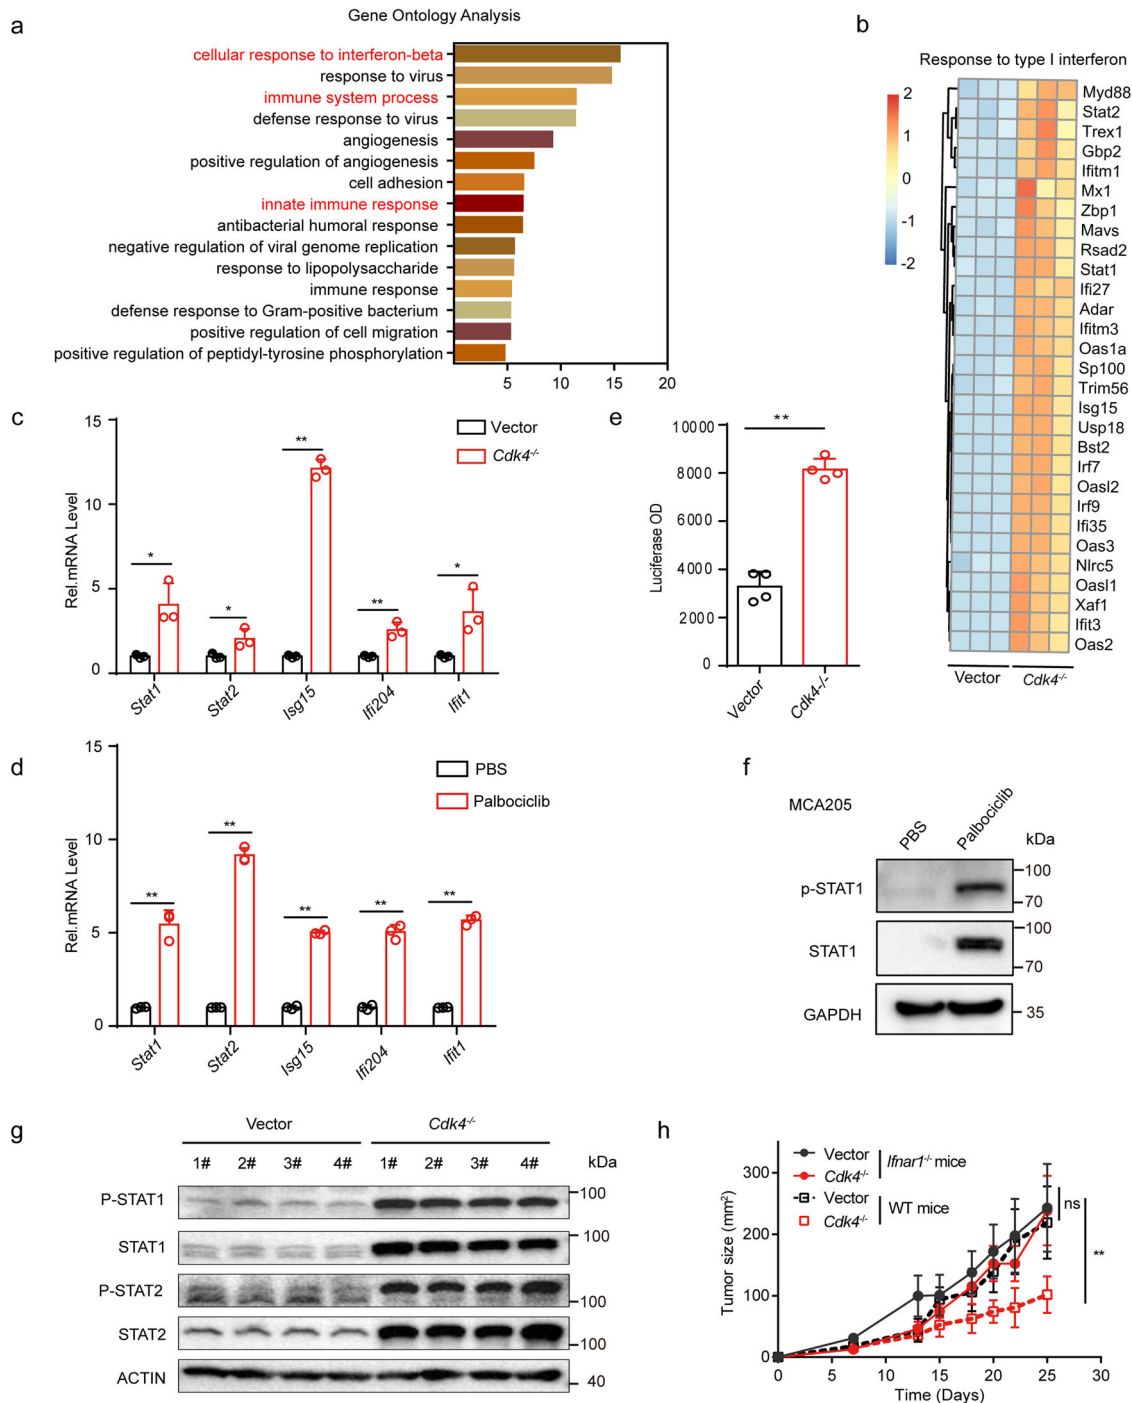 a
Gene Ontology Analysis
cellular response to interferon-beta
response to virus
immune system process
defense response to virus
angiogenesis
positive regulation of angiogenesis
cell adhesion
innate immune response
antibacterial humoral response
negative regulation of viral genome replication
response to lipopolysaccharide
immune response
defense response to Gram-positive bacterium
positive regulation of cell migration
positive regulation of peptidyl-tyrosine phosphorylation
5 10 15 20
b
Response to type I interferon
2
1
0
-1
-2
Myd88
Stat2
Trex1
Gbp2
Ifitm1
Mx1
Zbp1
Mavs
Rsad2
Stat1
Ifi27
Adar
Ifitm3
Oas1a
Sp100
Trim56
Isg15
Usp18
Bst2
Irf7
Oasl2
Irf9
Ifi35
Oas3
Nlrc5
Oasl1
Xaf1
Ifit3
Oas2
Vector Cdk4-/-
c
Rel.mRNA Level
15
10
5
0
Vector
Cdk4-/-
* * ** ** *
Stat1 Stat2 Isg15 Ifi204 Ifit1
e
Luciferase OD
10000
8000
6000
4000
2000
0
**
Vector Cdk4-/-
d
Rel.mRNA Level
15
10
5
0
PBS
Palbociclib
** ** ** ** **
Stat1 Stat2 Isg15 Ifi204 Ifit1
f
MCA205
PBS Palbociclib
kDa
p-STAT1
100
70
STAT1
100
70
GAPDH
35
g
Vector Cdk4-/-
1# 2# 3# 4# 1# 2# 3# 4# kDa
P-STAT1 100
STAT1 100
P-STAT2 100
STAT2 100
ACTIN 40
h
Tumor size (mm2)
300
200
100
0
Vector
Cdk4-/-
Ifnar1-/- mice
Vector
Cdk4-/-
WT mice
ns
**
0 5 10 15 20 25 30
Time (Days)